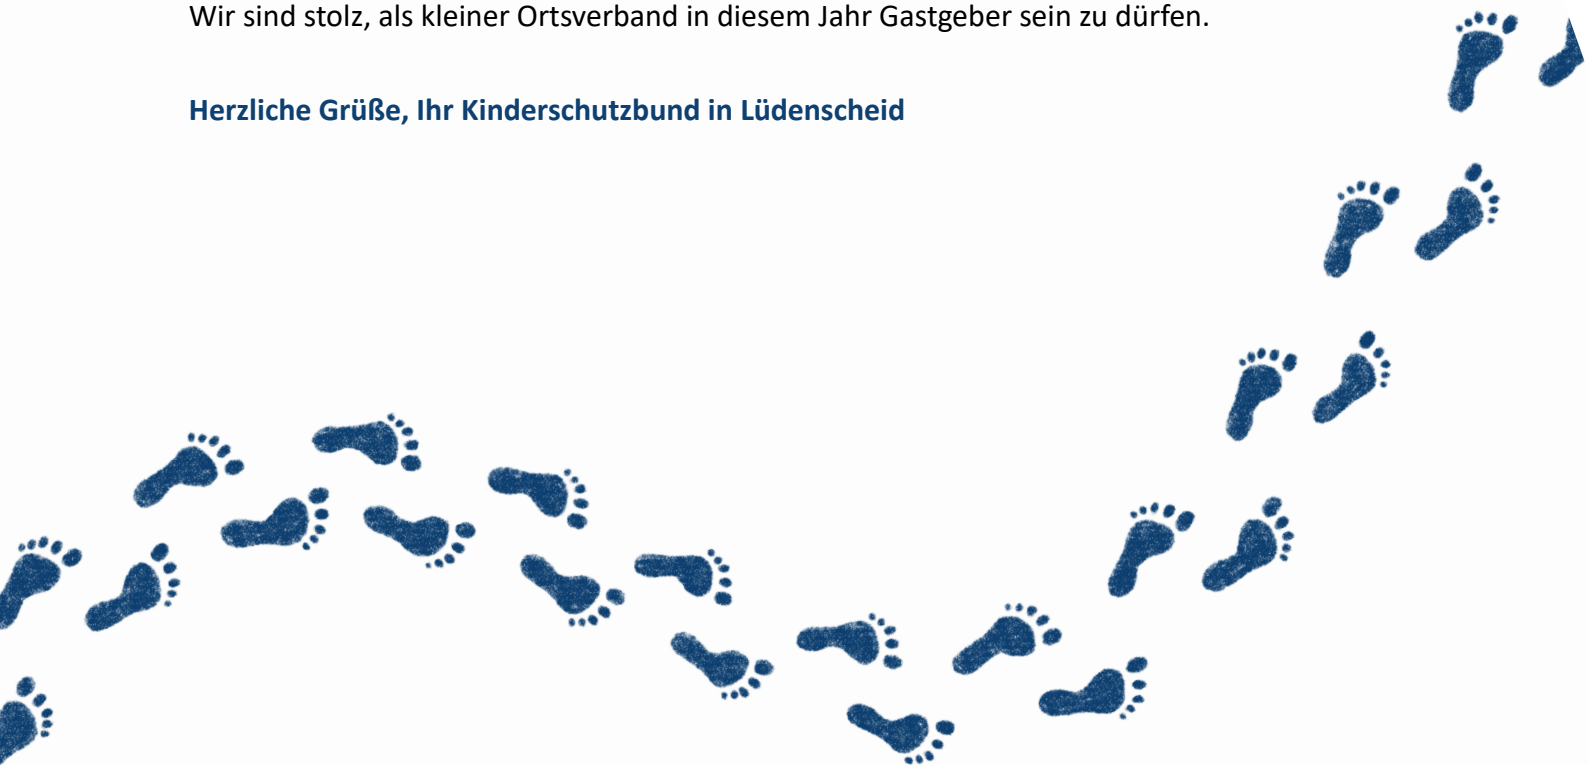 Wir sind stolz, als kleiner Ortsverband in diesem Jahr Gastgeber sein zu dürfen.
Herzliche Grüße, Ihr Kinderschutzbund in Lüdenscheid